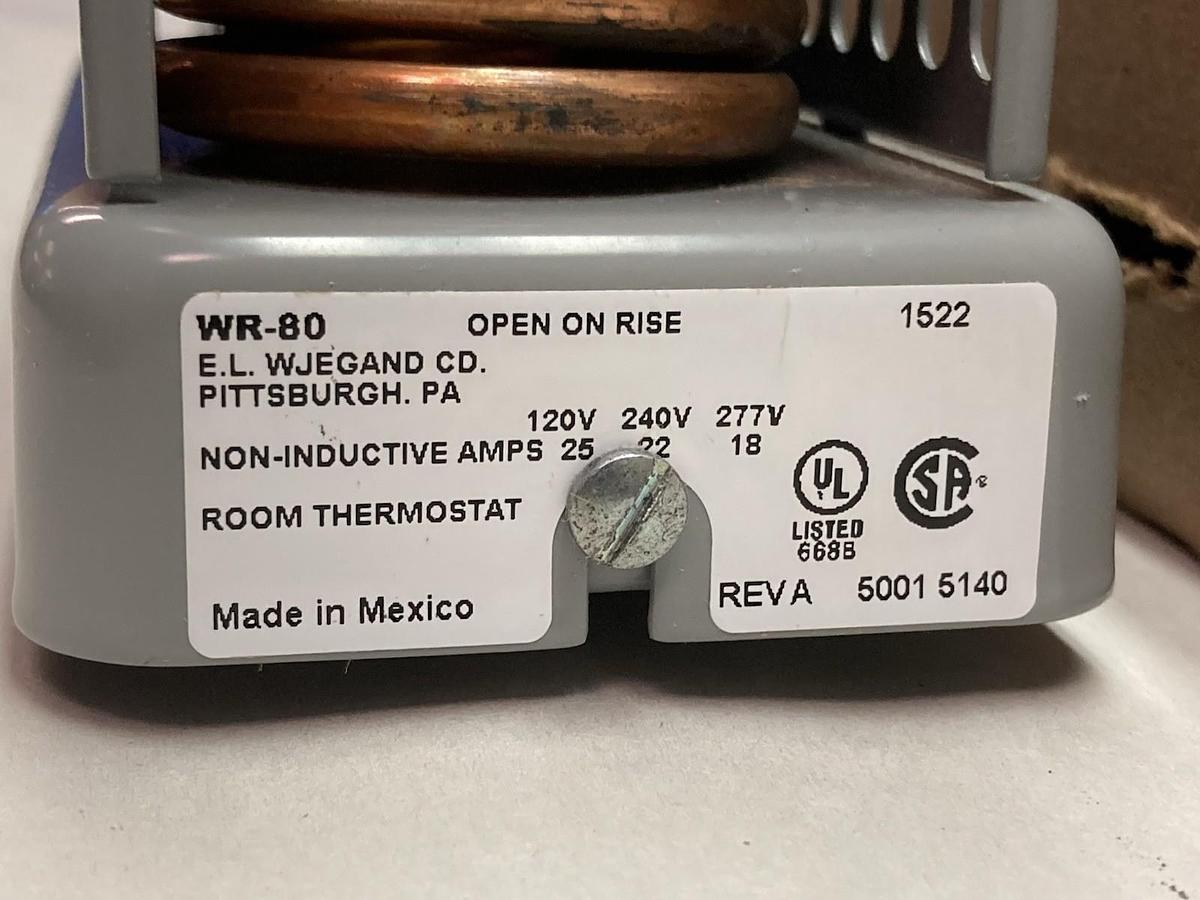 WR-80 OPEN ON RISE 1522
E.L. WJEGAND CD.
PITTSBURGH. PA
120V 240V 277V
NON-INDUCTIVE AMPS 25 22 18
ROOM THERMOSTAT
UL SA ®
LISTED
668B
Made in Mexico REV A 5001 5140